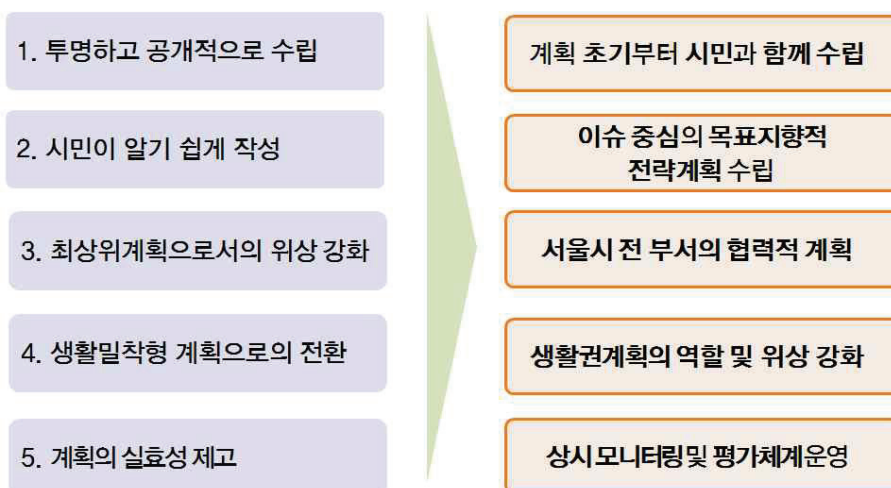 1. 투명하고 공개적으로 수립
계획 초기부터 시민과 함께 수립
2. 시민이 알기 쉽게 작성
이슈 중심의 목표지향적
전략계획 수립
3. 최상위계획으로서의 위상 강화
서울시 전 부서의 협력적 계획
4. 생활밀착형 계획으로의 전환
생활권계획의 역할 및 위상 강화
5. 계획의 실효성 제고
상시 모니터링 및 평가체계 운영